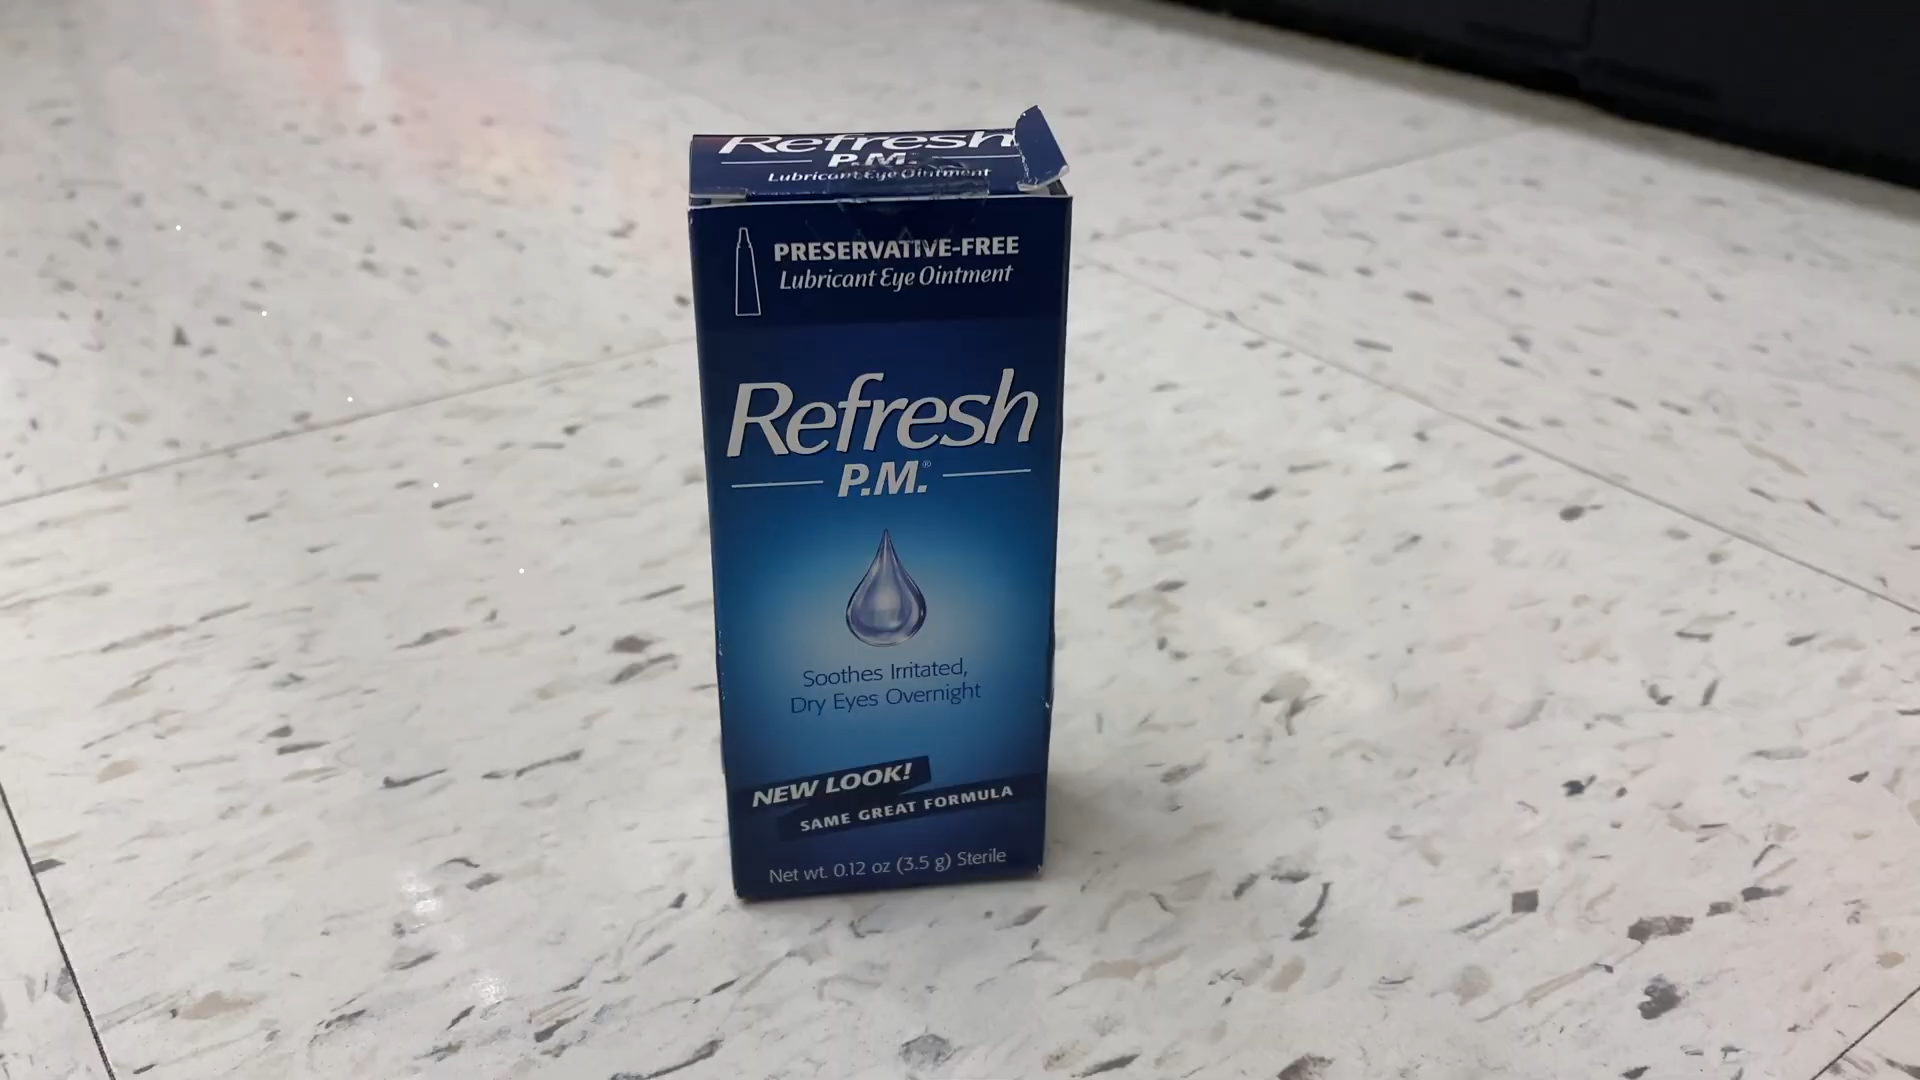 Refresh
P.M.
Lubricant Eye Ointment
PRESERVATIVE-FREE
Lubricant Eye Ointment
Refresh
P.M.®
Soothes Irritated,
Dry Eyes Overnight
NEW LOOK!
SAME GREAT FORMULA
Net wt. 0.12 oz (3.5 g) Sterile